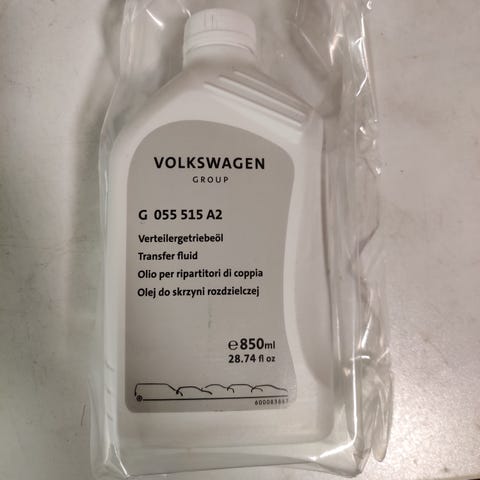 VOLKSWAGEN
GROUP
G 055 515 A2
Verteilergetriebeöl
Transfer fluid
Olio per ripartitori di coppia
Olej do skrzyni rozdzielczej
℮850ml
28.74 fl oz